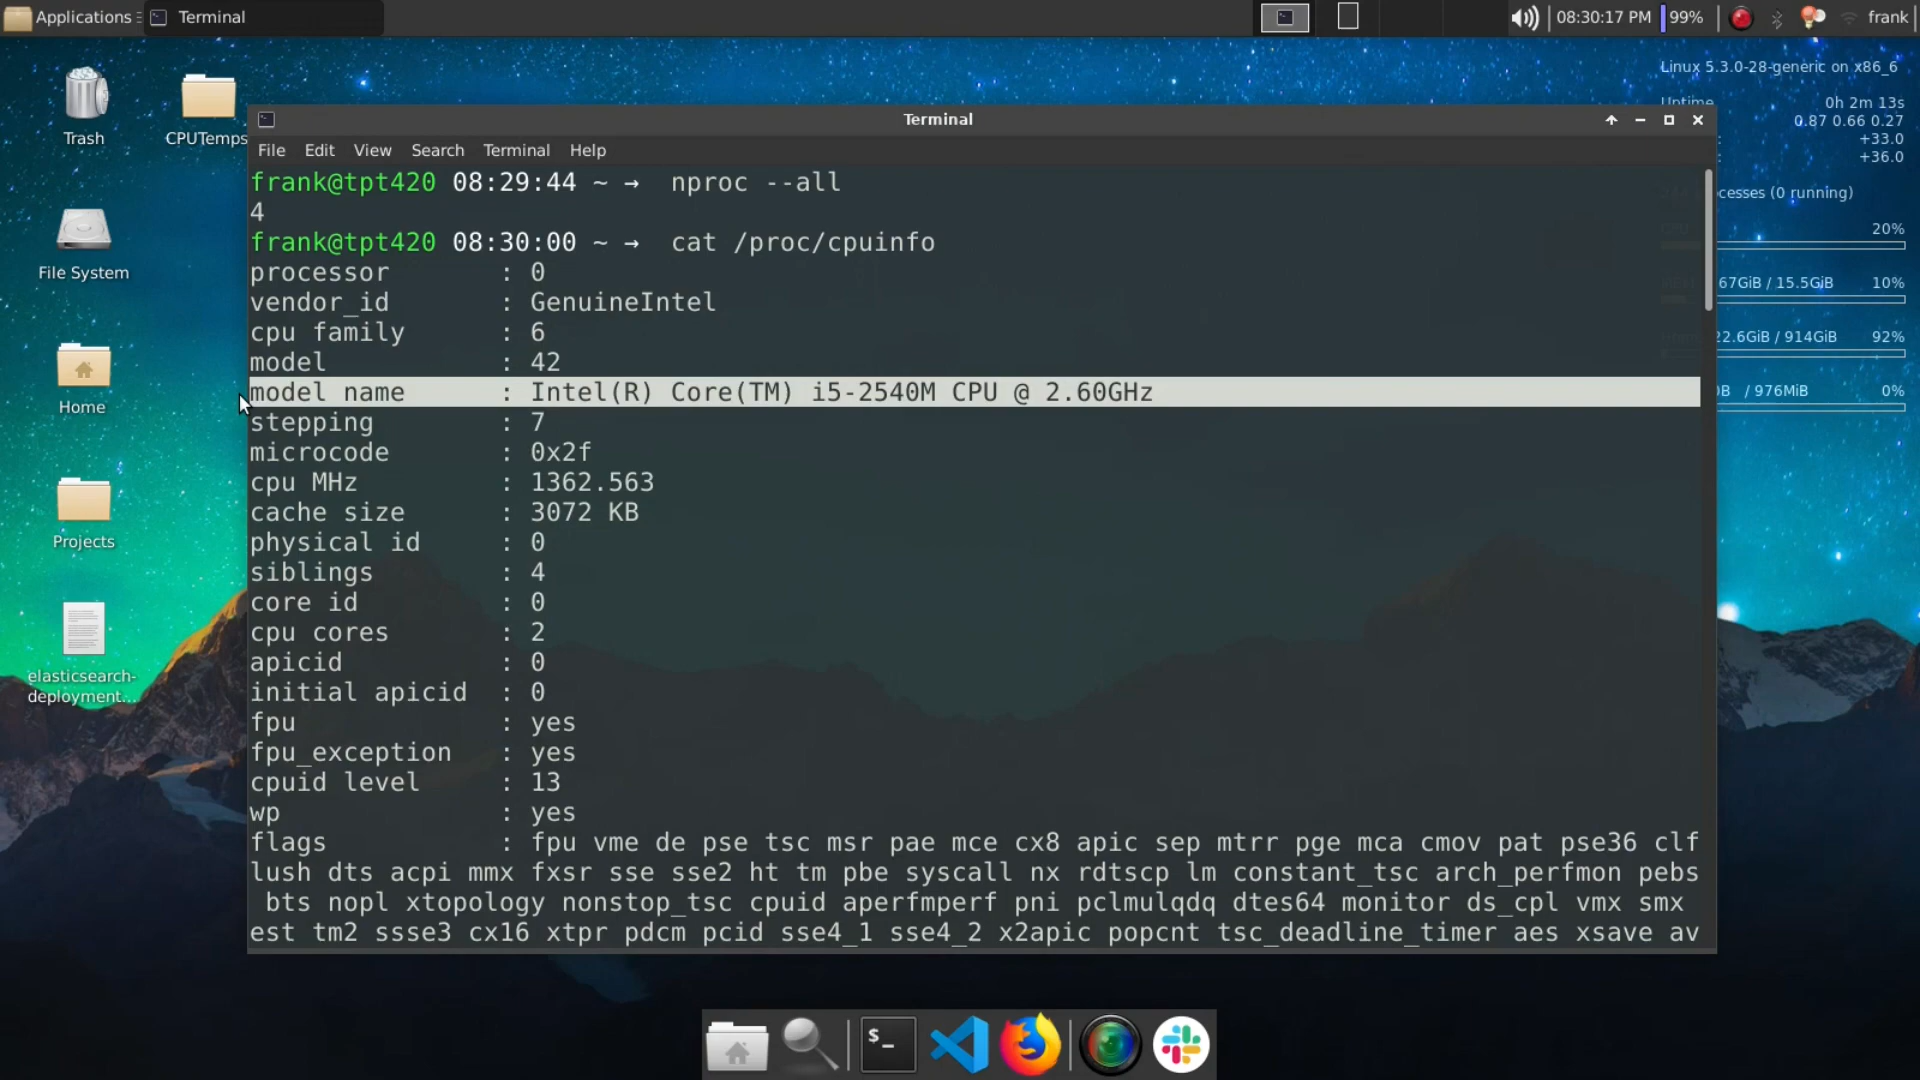 Applications
Terminal
08:30:17 PM
99%
frank
Trash
CPUTemps
File System
Home
Projects
elasticsearch-
deployment...
Linux 5.3.0-28-generic on x86_6
Uptime
0h 2m 13s
0.87 0.66 0.27
+33.0
+36.0
cesses (0 running)
20%
67GiB / 15.5GiB 10%
22.6GiB / 914GiB 92%
/ 976MiB 0%
Terminal
File Edit View Search Terminal Help
frank@tpt420 08:29:44 ~ → nproc --all
4
frank@tpt420 08:30:00 ~ → cat /proc/cpuinfo
processor : 0
vendor_id : GenuineIntel
cpu family : 6
model : 42
model name : Intel(R) Core(TM) i5-2540M CPU @ 2.60GHz
stepping : 7
microcode : 0x2f
cpu MHz : 1362.563
cache size : 3072 KB
physical id : 0
siblings : 4
core id : 0
cpu cores : 2
apicid : 0
initial apicid : 0
fpu : yes
fpu_exception : yes
cpuid level : 13
wp : yes
flags : fpu vme de pse tsc msr pae mce cx8 apic sep mtrr pge mca cmov pat pse36 clf
lush dts acpi mmx fxsr sse sse2 ht tm pbe syscall nx rdtscp lm constant_tsc arch_perfmon pebs
bts nopl xtopology nonstop_tsc cpuid aperfmperf pni pclmulqdq dtes64 monitor ds_cpl vmx smx
est tm2 ssse3 cx16 xtpr pdcm pcid sse4_1 sse4_2 x2apic popcnt tsc_deadline_timer aes xsave av
$_